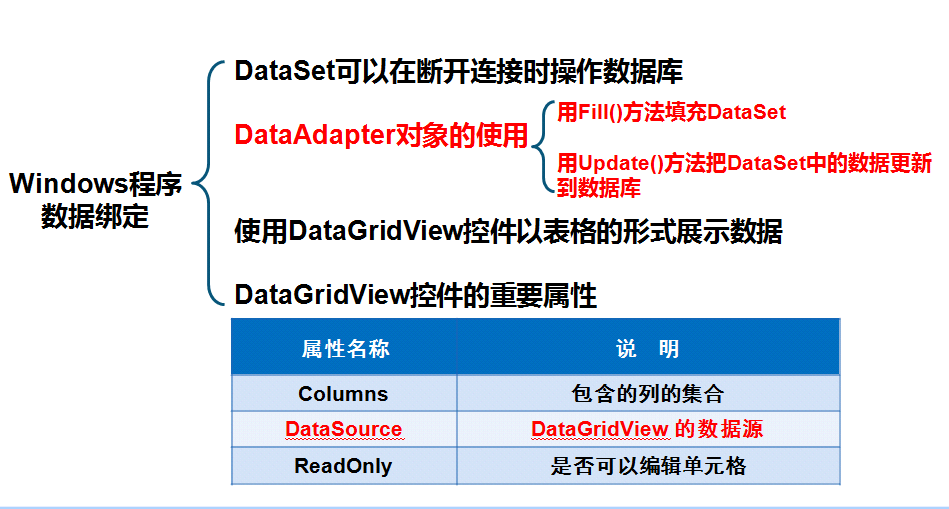 DataSet可以在断开连接时操作数据库
DataAdapter对象的使用
用Fill()方法填充DataSet
用Update()方法把DataSet中的数据更新
到数据库
Windows程序
数据绑定
使用DataGridView控件以表格的形式展示数据
DataGridView控件的重要属性
属性名称 说 明
Columns 包含的列的集合
DataSource DataGridView 的数据源
ReadOnly 是否可以编辑单元格